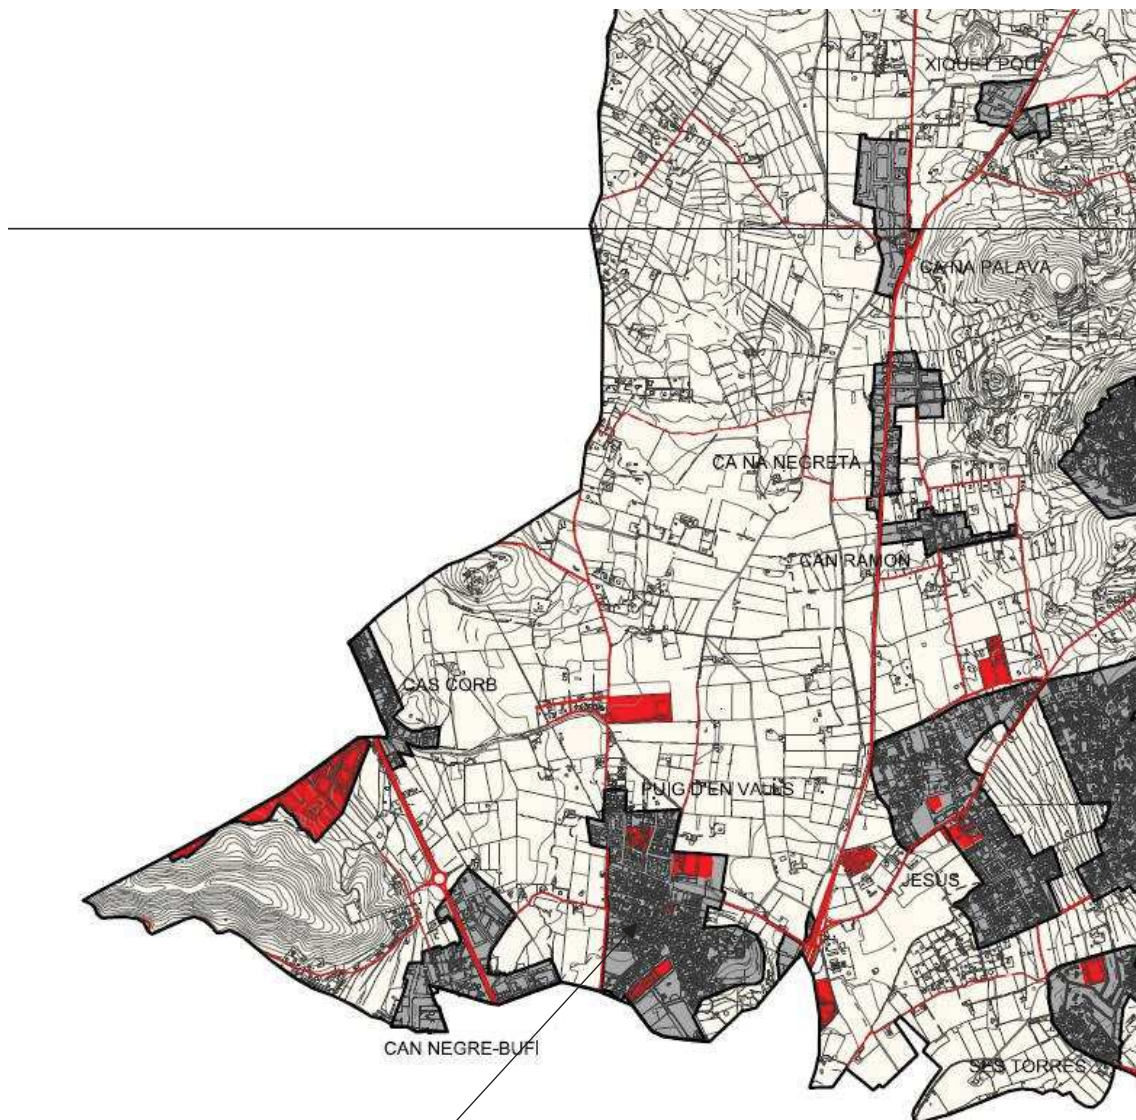 XIQUET POU
CA NA PALAVA
CA NA NEGRETA
CAN RAMON
CAS CORB
PUIG D'EN VALLS
JESUS
CAN NEGRE-BUFI
SES TORRES